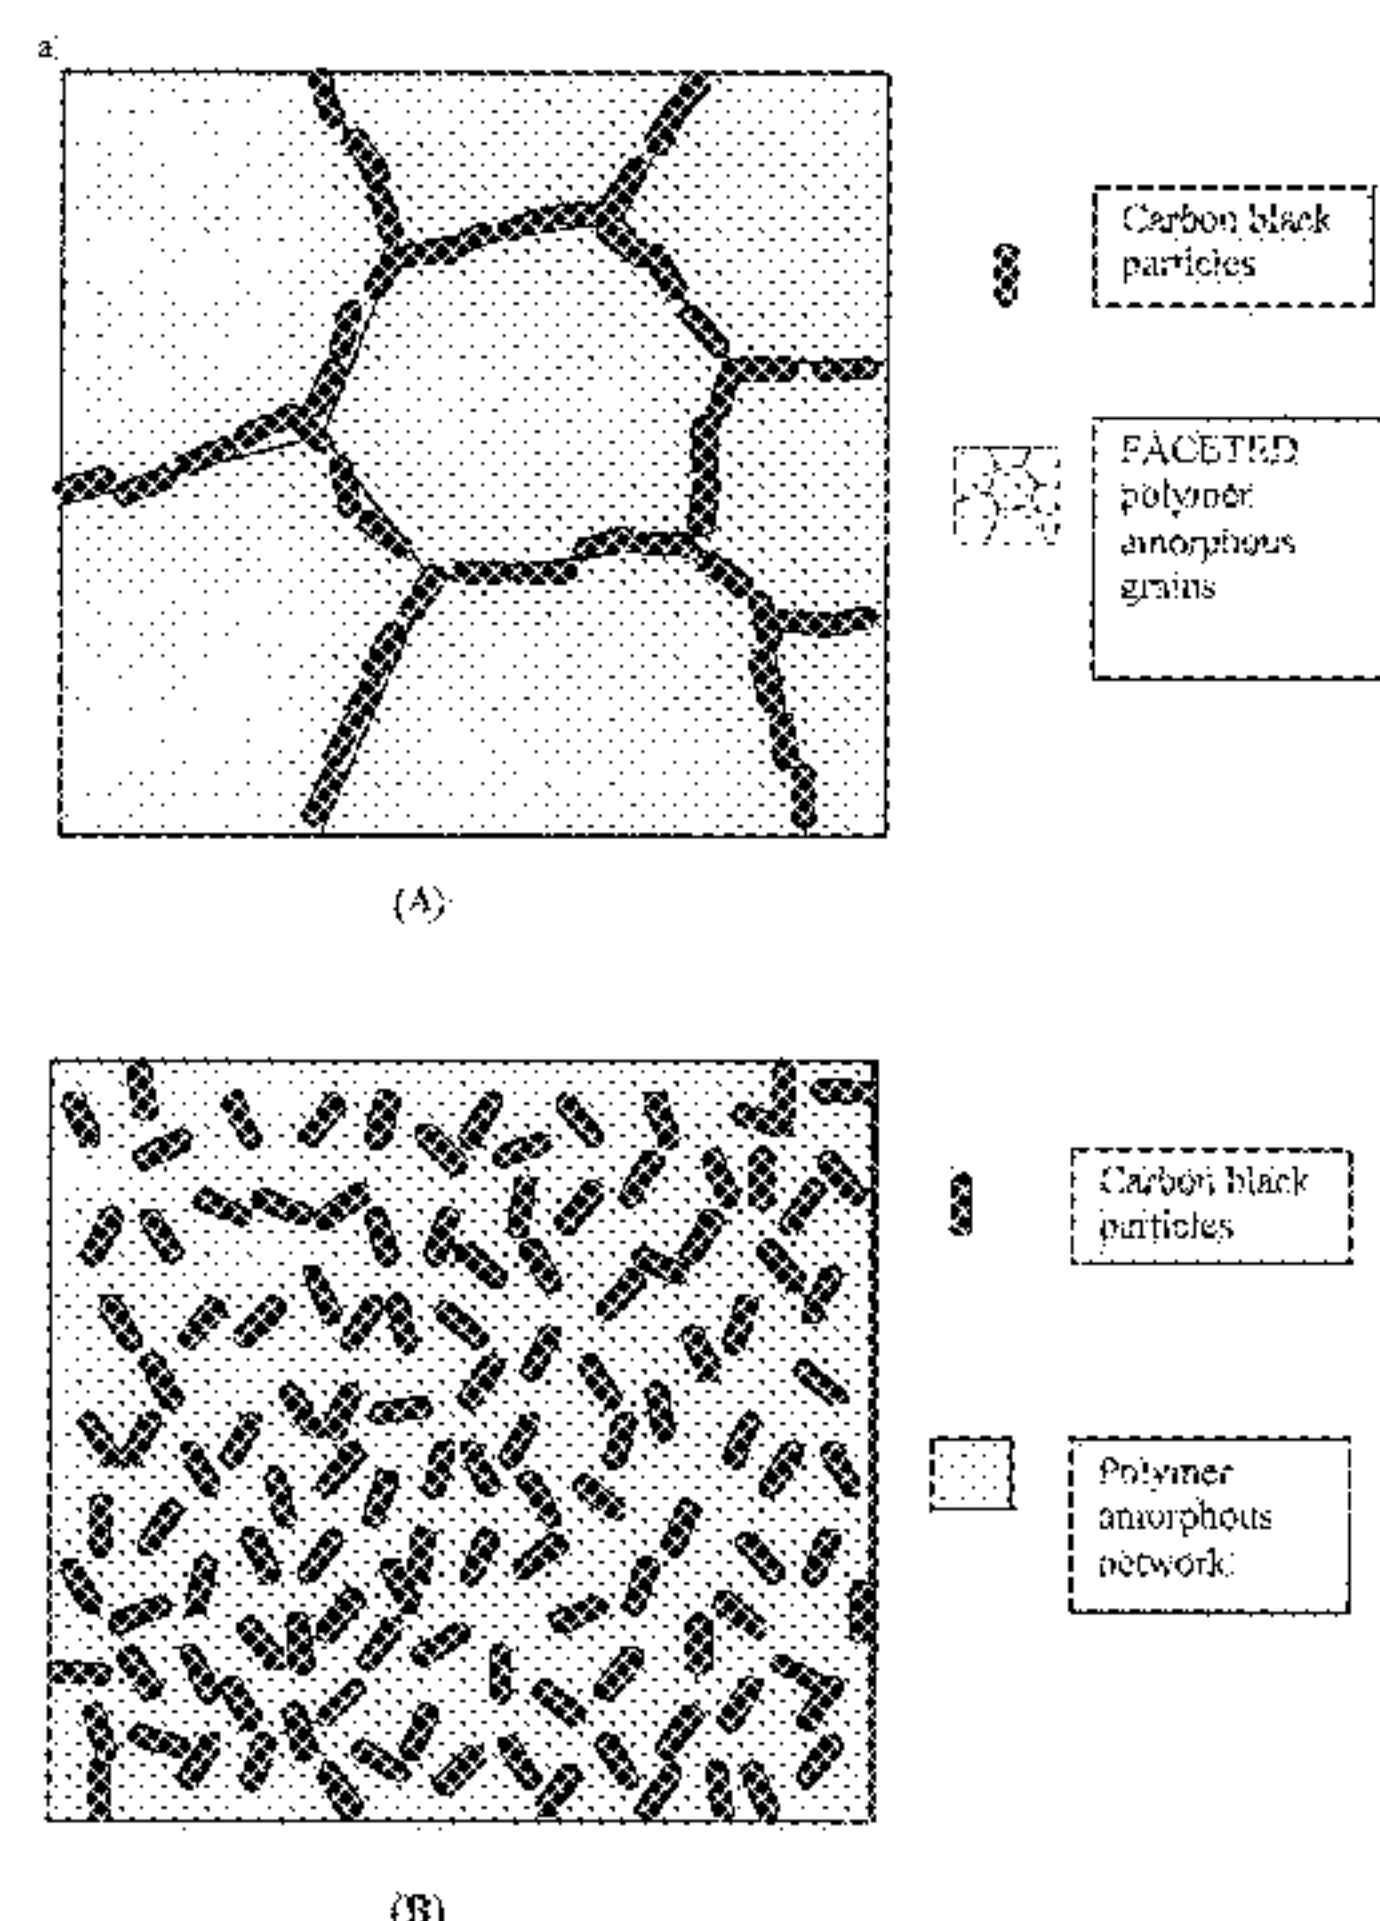 a
Carbon black
particles
FACETED
polymer
amorphous
grains
(A)
Carbon black
particles
Polymer
amorphous
network
(B)